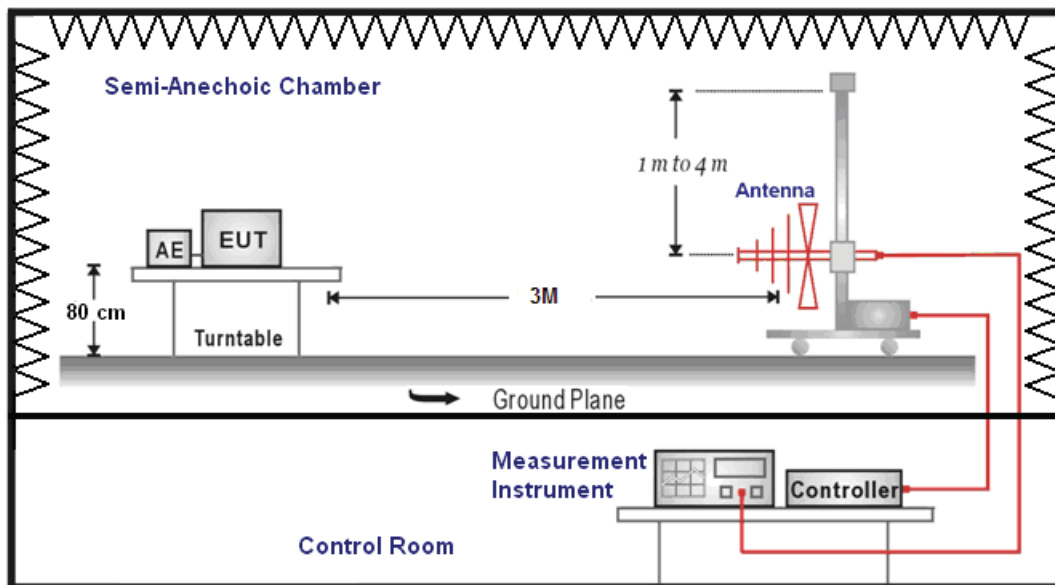 Semi-Anechoic Chamber
1 m to 4 m
Antenna
AE
EUT
3M
80 cm
Turntable
Ground Plane
Measurement
Instrument
Controller
Control Room